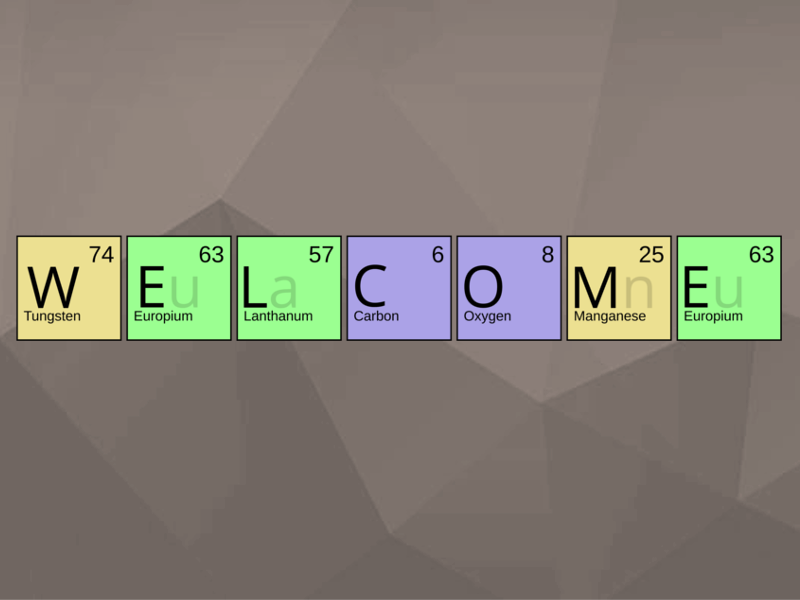 74 63 57 6 8 25 63
W Eu La C O Mn Eu
Tungsten Europium Lanthanum Carbon Oxygen Manganese Europium